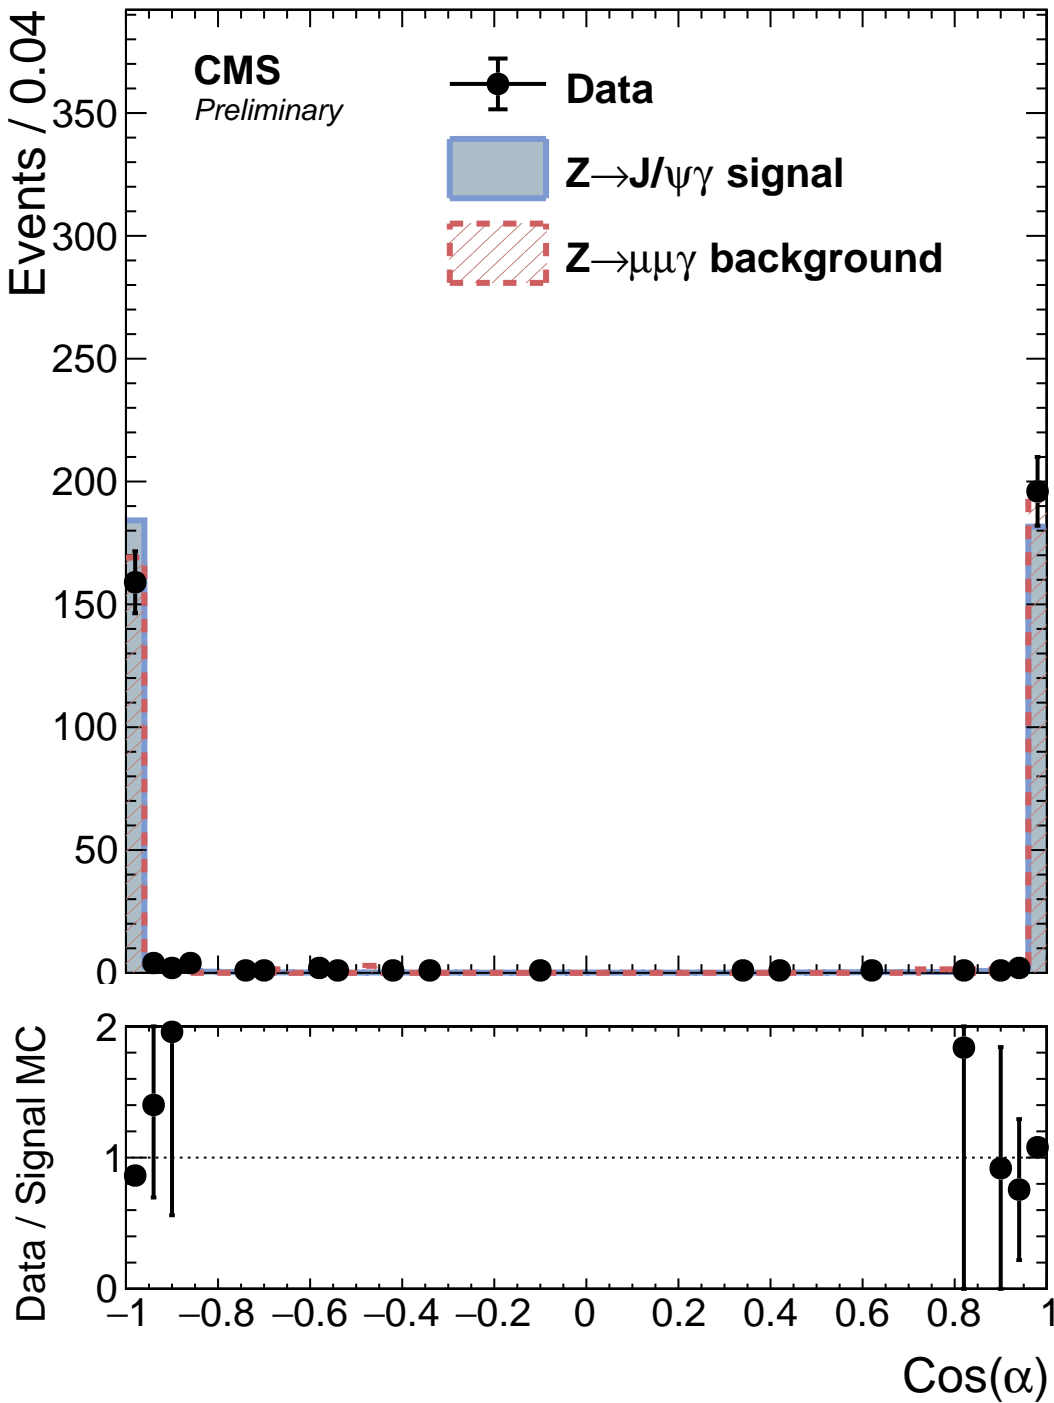 Events / 0.04
CMS
Preliminary
Data
Z→J/ψγ signal
Z→μμγ background
350
300
250
200
150
100
50
0
Data / Signal MC
2
1
0
−1 −0.8 −0.6 −0.4 −0.2 0 0.2 0.4 0.6 0.8 1
Cos(α)